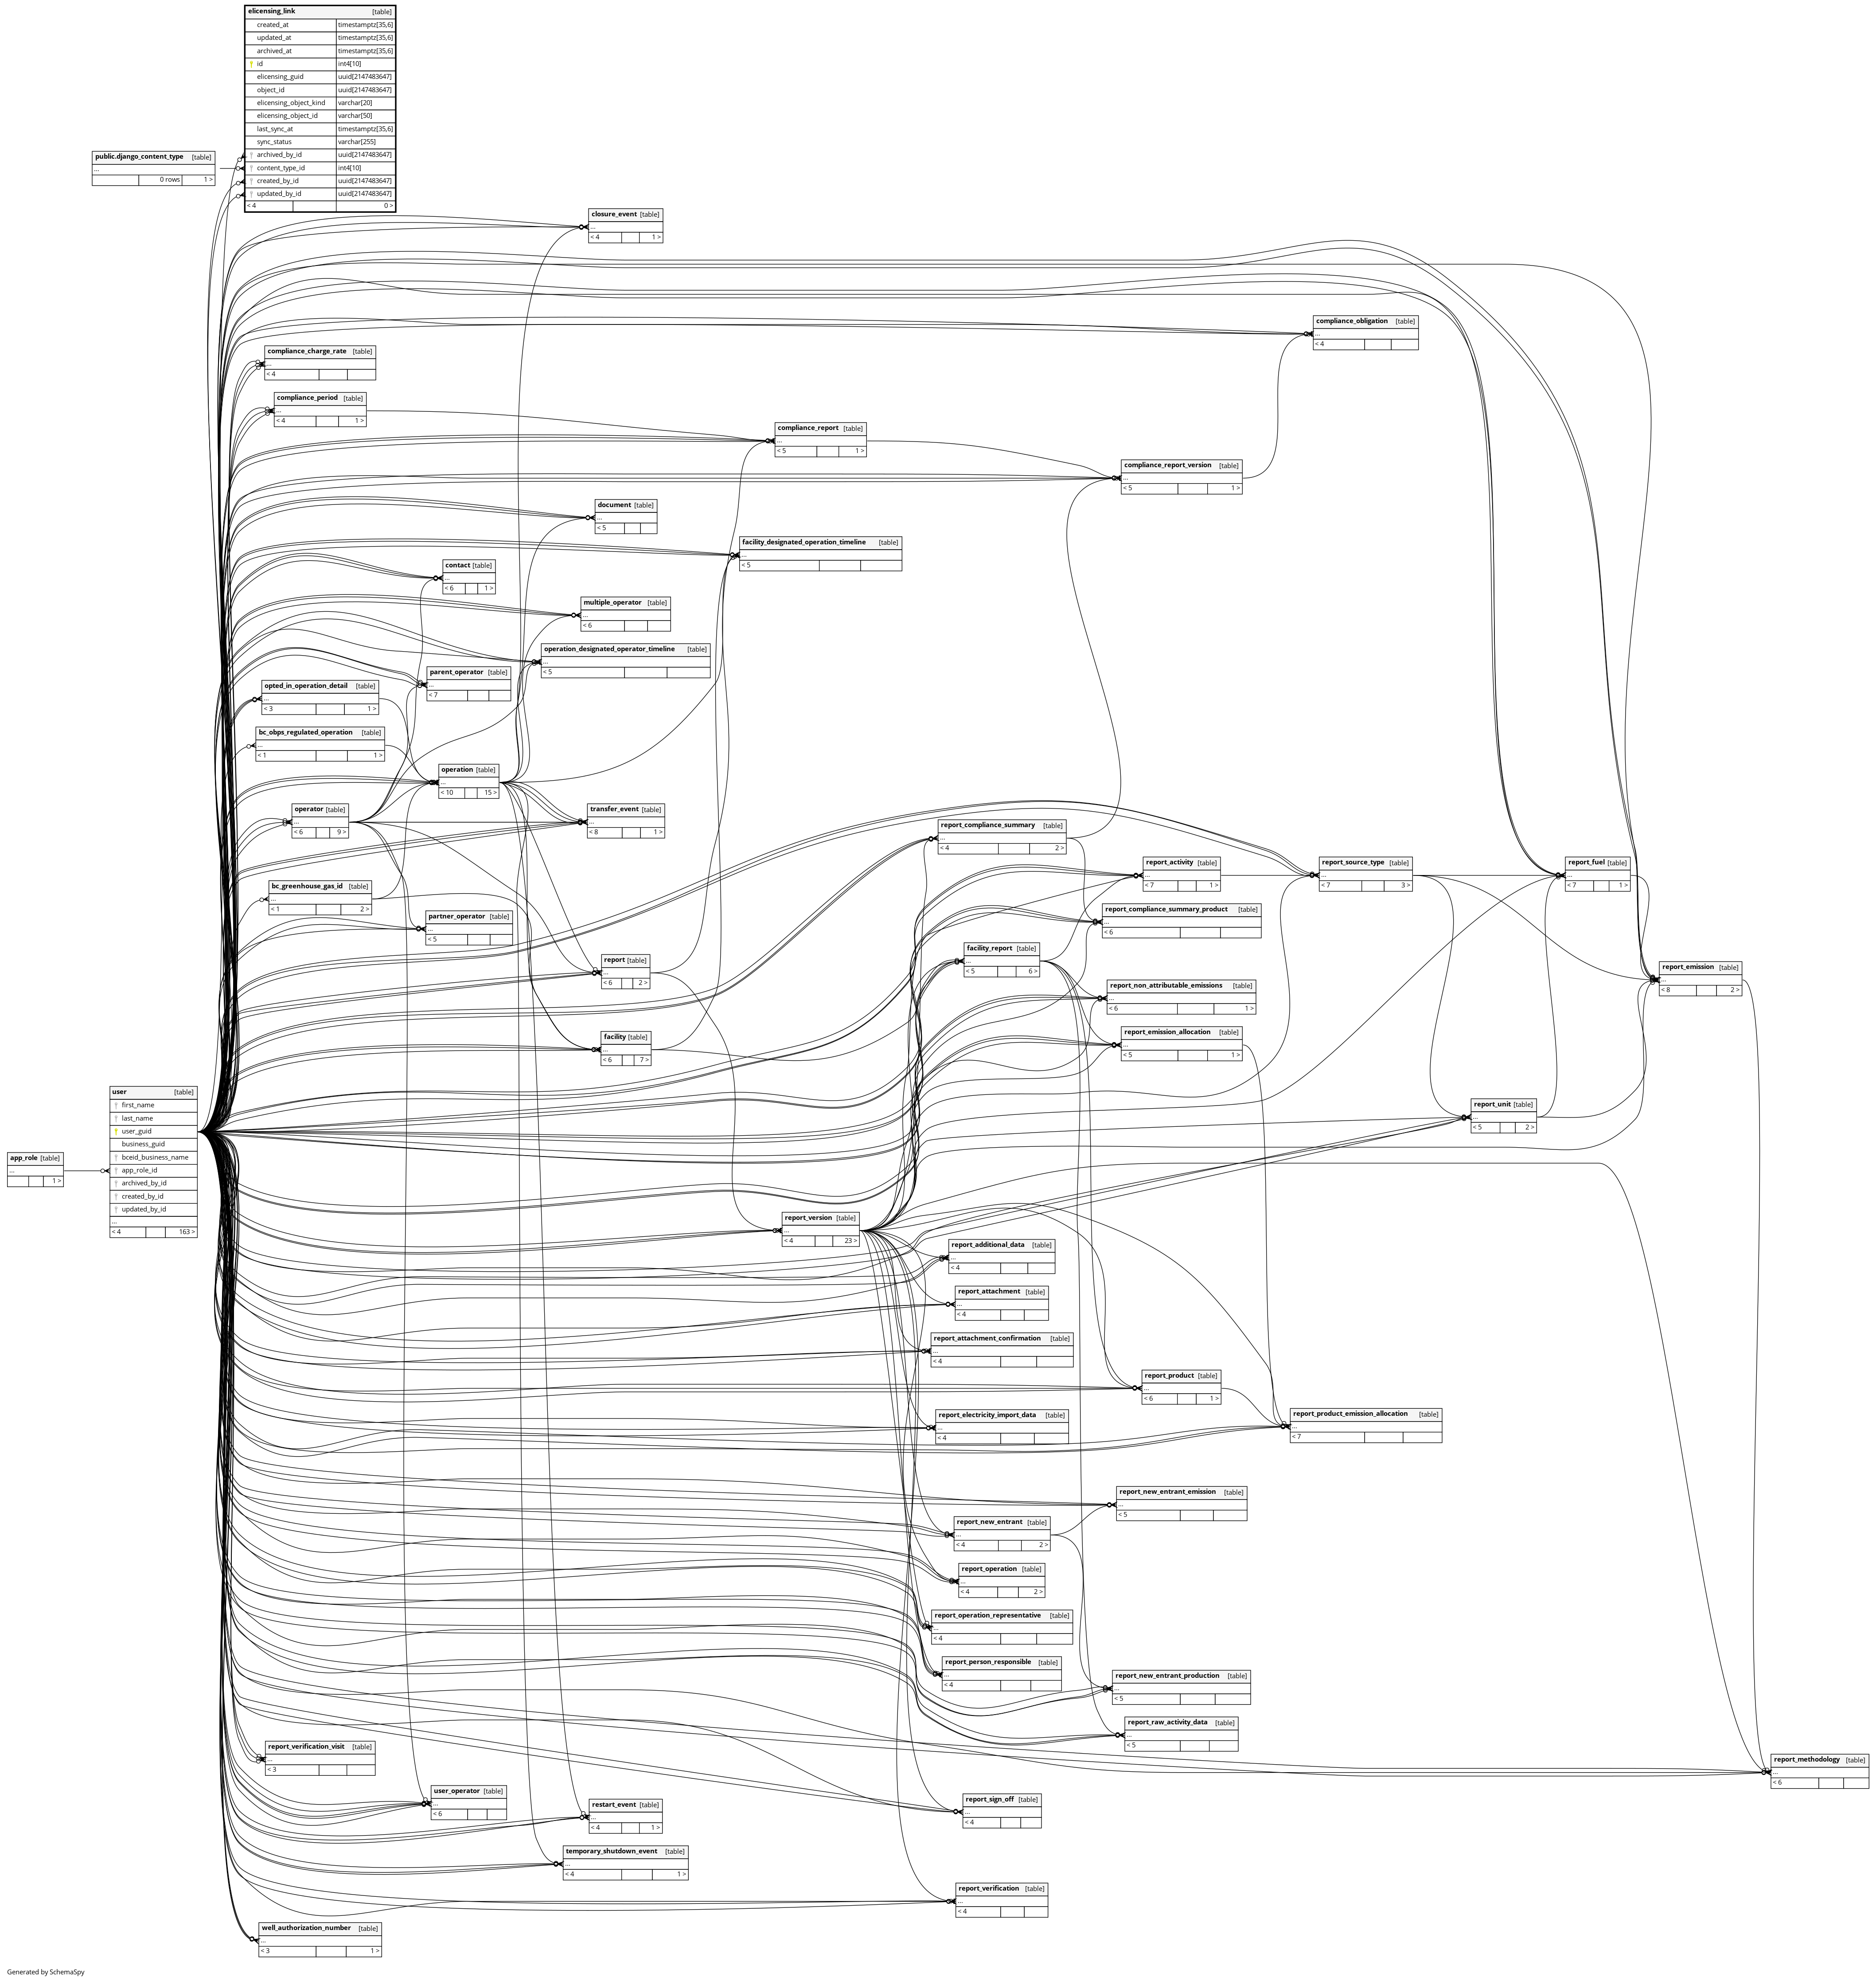 elicensing_link [table]
created_at timestamptz[35,6]
updated_at timestamptz[35,6]
archived_at timestamptz[35,6]
id int4[10]
elicensing_guid uuid[2147483647]
object_id uuid[2147483647]
elicensing_object_kind varchar[20]
elicensing_object_id varchar[50]
last_sync_at timestamptz[35,6]
sync_status varchar[255]
archived_by_id uuid[2147483647]
content_type_id int4[10]
created_by_id uuid[2147483647]
updated_by_id uuid[2147483647]
< 4 0 >
public.django_content_type [table]
...
0 rows 1 >
closure_event [table]
...
< 4 1 >
compliance_obligation [table]
...
< 4
compliance_charge_rate [table]
...
< 4
compliance_period [table]
...
< 4 1 >
compliance_report [table]
...
< 5 1 >
compliance_report_version [table]
...
< 5 1 >
document [table]
...
< 5
facility_designated_operation_timeline [table]
...
< 5
contact [table]
...
< 6 1 >
multiple_operator [table]
...
< 6
operation_designated_operator_timeline [table]
...
< 5
parent_operator [table]
...
< 7
opted_in_operation_detail [table]
...
< 3 1 >
bc_obps_regulated_operation [table]
...
< 1 1 >
operation [table]
...
< 10 15 >
operator [table]
...
< 6 9 >
transfer_event [table]
...
< 8 1 >
report_compliance_summary [table]
...
< 4 2 >
report_activity [table]
...
< 7 1 >
report_source_type [table]
...
< 7 3 >
report_fuel [table]
...
< 7 1 >
bc_greenhouse_gas_id [table]
...
< 1 2 >
report_compliance_summary_product [table]
...
< 6
partner_operator [table]
...
< 5
facility_report [table]
...
< 5 6 >
report [table]
...
< 6 2 >
report_emission [table]
...
< 8 2 >
report_non_attributable_emissions [table]
...
< 6 1 >
report_emission_allocation [table]
...
< 5 1 >
facility [table]
...
< 6 7 >
user [table]
first_name
last_name
user_guid
business_guid
bceid_business_name
app_role_id
archived_by_id
created_by_id
updated_by_id
...
< 4 163 >
report_unit [table]
...
< 5 2 >
app_role [table]
...
1 >
report_version [table]
...
< 4 23 >
report_additional_data [table]
...
< 4
report_attachment [table]
...
< 4
report_attachment_confirmation [table]
...
< 4
report_product [table]
...
< 6 1 >
report_electricity_import_data [table]
...
< 4
report_product_emission_allocation [table]
...
< 7
report_new_entrant_emission [table]
...
< 5
report_new_entrant [table]
...
< 4 2 >
report_operation [table]
...
< 4 2 >
report_operation_representative [table]
...
< 4
report_person_responsible [table]
...
< 4
report_new_entrant_production [table]
...
< 5
report_raw_activity_data [table]
...
< 5
report_verification_visit [table]
...
< 3
report_methodology [table]
...
< 6
user_operator [table]
...
< 6
restart_event [table]
...
< 4 1 >
report_sign_off [table]
...
< 4
temporary_shutdown_event [table]
...
< 4 1 >
report_verification [table]
...
< 4
well_authorization_number [table]
...
< 3 1 >
Generated by SchemaSpy